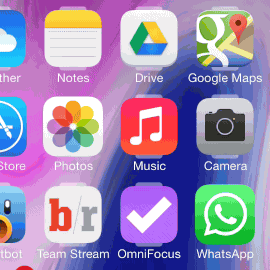 ther Notes Drive Google Maps
Store Photos Music Camera
b/r
tbot Team Stream OmniFocus WhatsApp